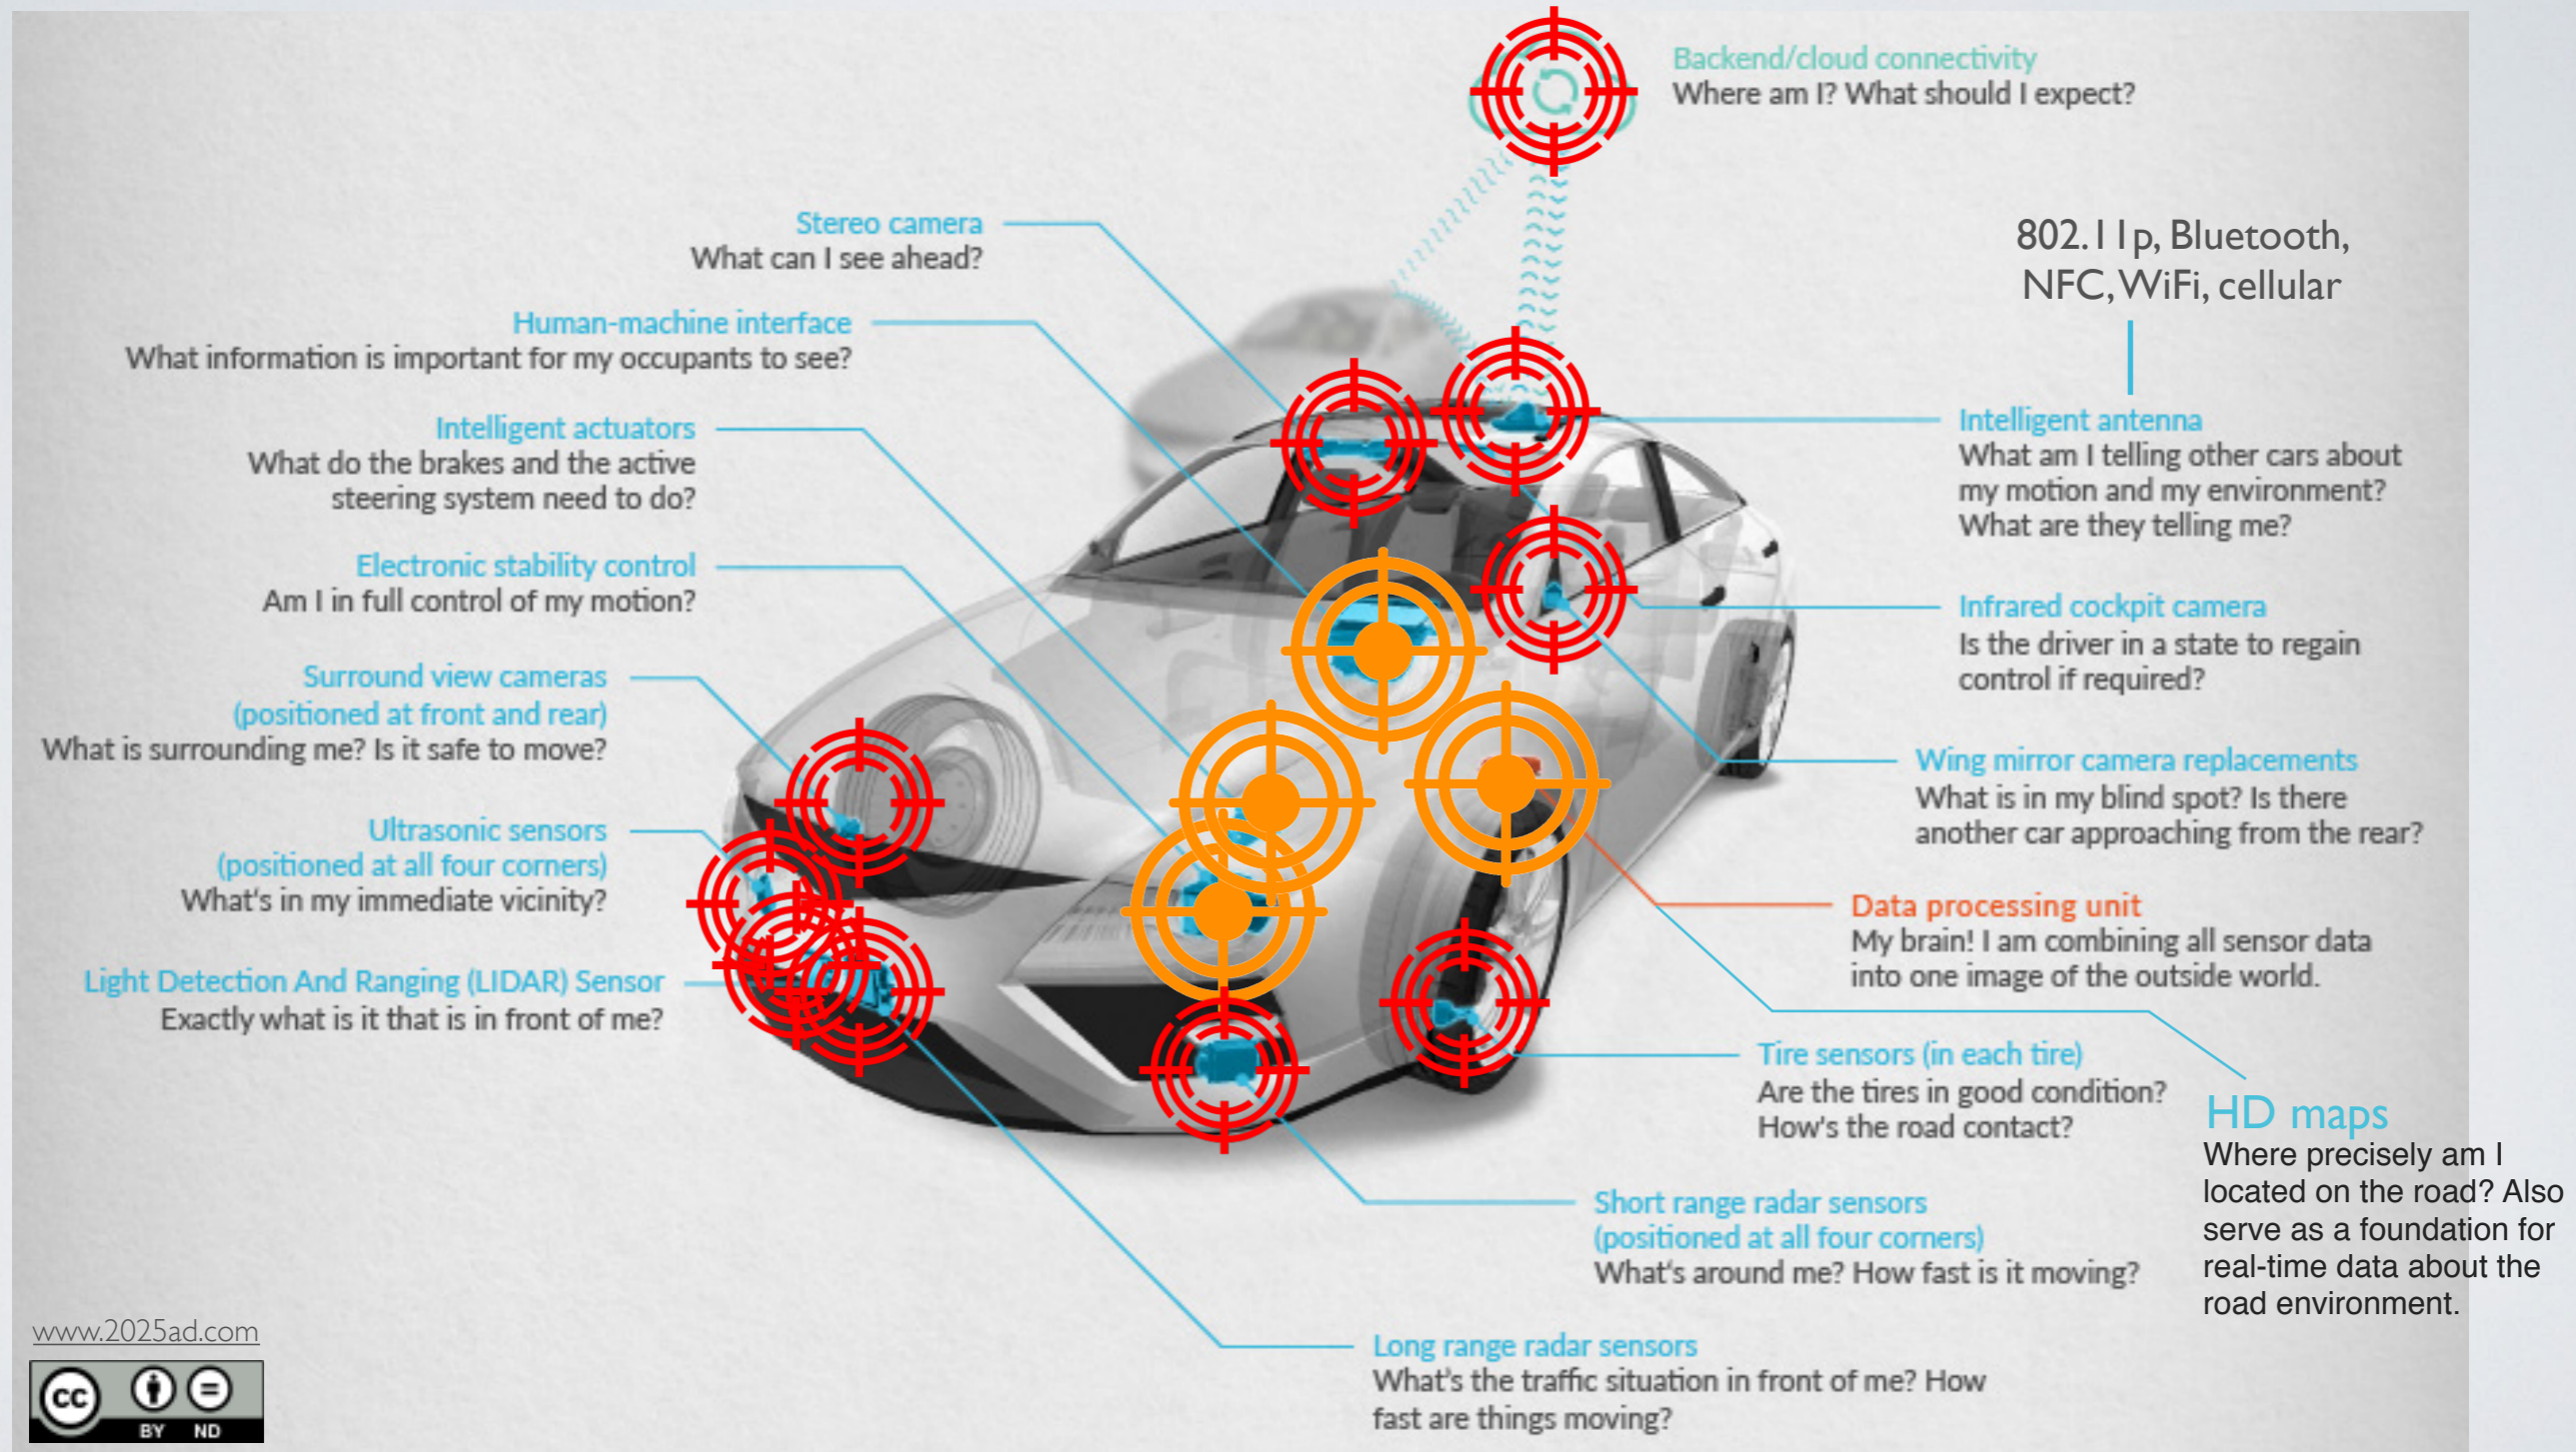 Backend/cloud connectivity
Where am I? What should I expect?
802.11p, Bluetooth,
NFC, WiFi, cellular
Stereo camera
What can I see ahead?
Human-machine interface
What information is important for my occupants to see?
Intelligent actuators
What do the brakes and the active
steering system need to do?
Electronic stability control
Am I in full control of my motion?
Surround view cameras
(positioned at front and rear)
What is surrounding me? Is it safe to move?
Ultrasonic sensors
(positioned at all four corners)
What's in my immediate vicinity?
Light Detection And Ranging (LIDAR) Sensor
Exactly what is it that is in front of me?
Intelligent antenna
What am I telling other cars about
my motion and my environment?
What are they telling me?
Infrared cockpit camera
Is the driver in a state to regain
control if required?
Wing mirror camera replacements
What is in my blind spot? Is there
another car approaching from the rear?
Data processing unit
My brain! I am combining all sensor data
into one image of the outside world.
Tire sensors (in each tire)
Are the tires in good condition?
How's the road contact?
HD maps
Where precisely am I
located on the road? Also
serve as a foundation for
real-time data about the
road environment.
Short range radar sensors
(positioned at all four corners)
What's around me? How fast is it moving?
Long range radar sensors
What's the traffic situation in front of me? How
fast are things moving?
www.2025ad.com
cc
BY ND